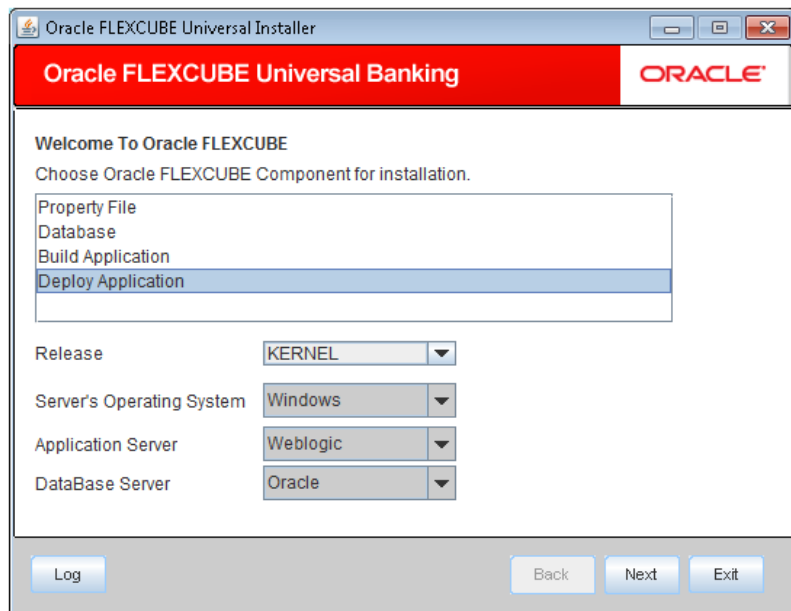 Oracle FLEXCUBE Universal Installer
Oracle FLEXCUBE Universal Banking
ORACLE
Welcome To Oracle FLEXCUBE
Choose Oracle FLEXCUBE Component for installation.
Property File
Database
Build Application
Deploy Application
Release KERNEL
Server's Operating System Windows
Application Server Weblogic
DataBase Server Oracle
Log Back Next Exit